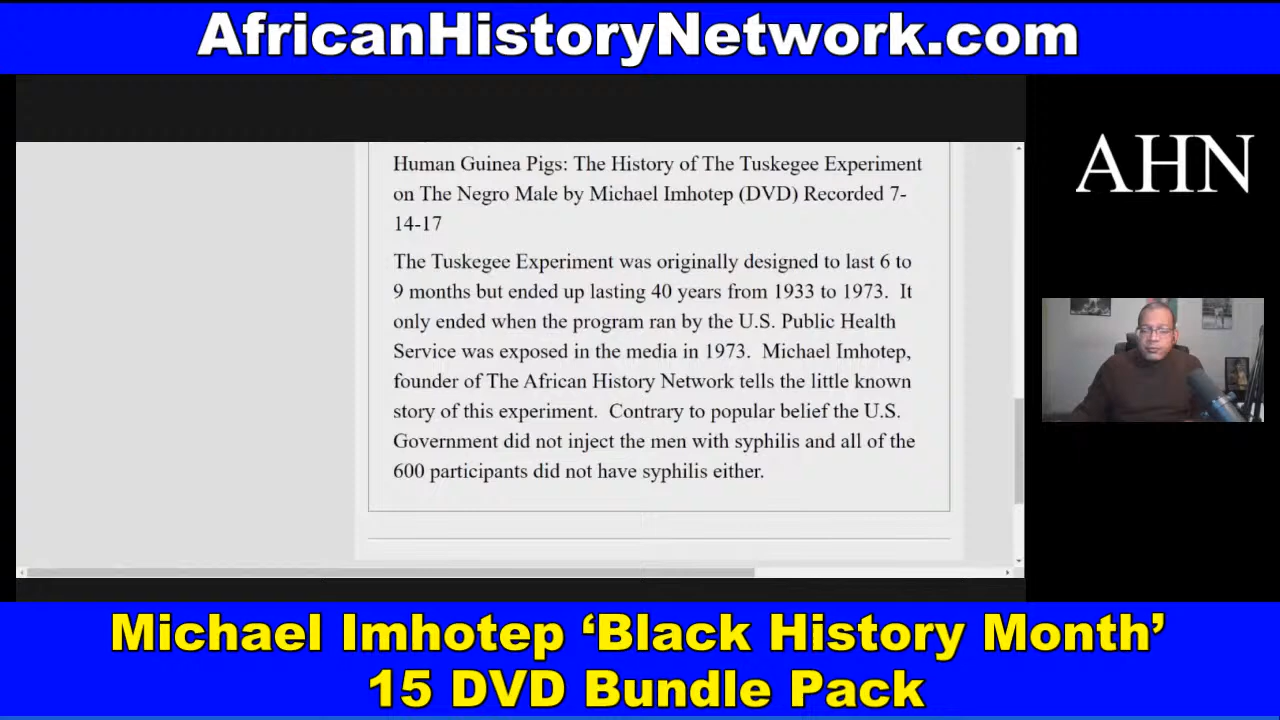 AfricanHistoryNetwork.com
AHN
Human Guinea Pigs: The History of The Tuskegee Experiment
on The Negro Male by Michael Imhotep (DVD) Recorded 7-
14-17
The Tuskegee Experiment was originally designed to last 6 to
9 months but ended up lasting 40 years from 1933 to 1973.  It
only ended when the program ran by the U.S. Public Health
Service was exposed in the media in 1973.  Michael Imhotep,
founder of The African History Network tells the little known
story of this experiment.  Contrary to popular belief the U.S.
Government did not inject the men with syphilis and all of the
600 participants did not have syphilis either.
Michael Imhotep ‘Black History Month’
15 DVD Bundle Pack